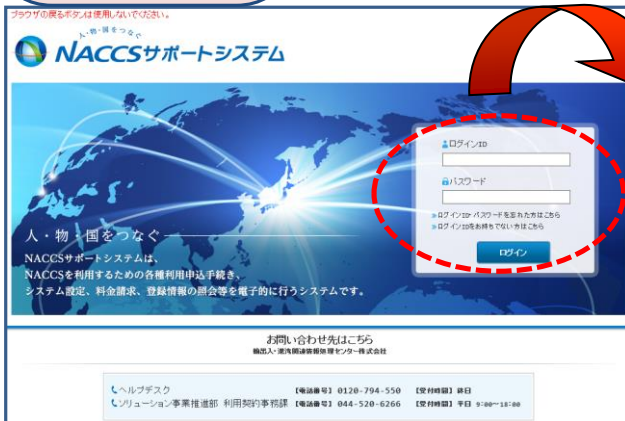 ブラウザの戻るボタンは使用しないでください。
人・物・国をつなぐ
NACCSサポートシステム
ログインID
パスワード
ログインID・パスワードを忘れた方はこちら
ログインIDをお持ちでない方はこちら
ログイン
人・物・国をつなぐ
NACCSサポートシステムは、
NACCSを利用するための各種利用申込手続き、
システム設定、料金請求、登録情報の照会等を電子的に行うシステムです。
お問い合わせ先はこちら
輸出入・港湾関連情報処理センター株式会社
ヘルプデスク 【電話番号】 0120-794-550 【受付時間】 終日
ソリューション事業推進部 利用契約事務課 【電話番号】 044-520-6266 【受付時間】 平日 9:00～18:00